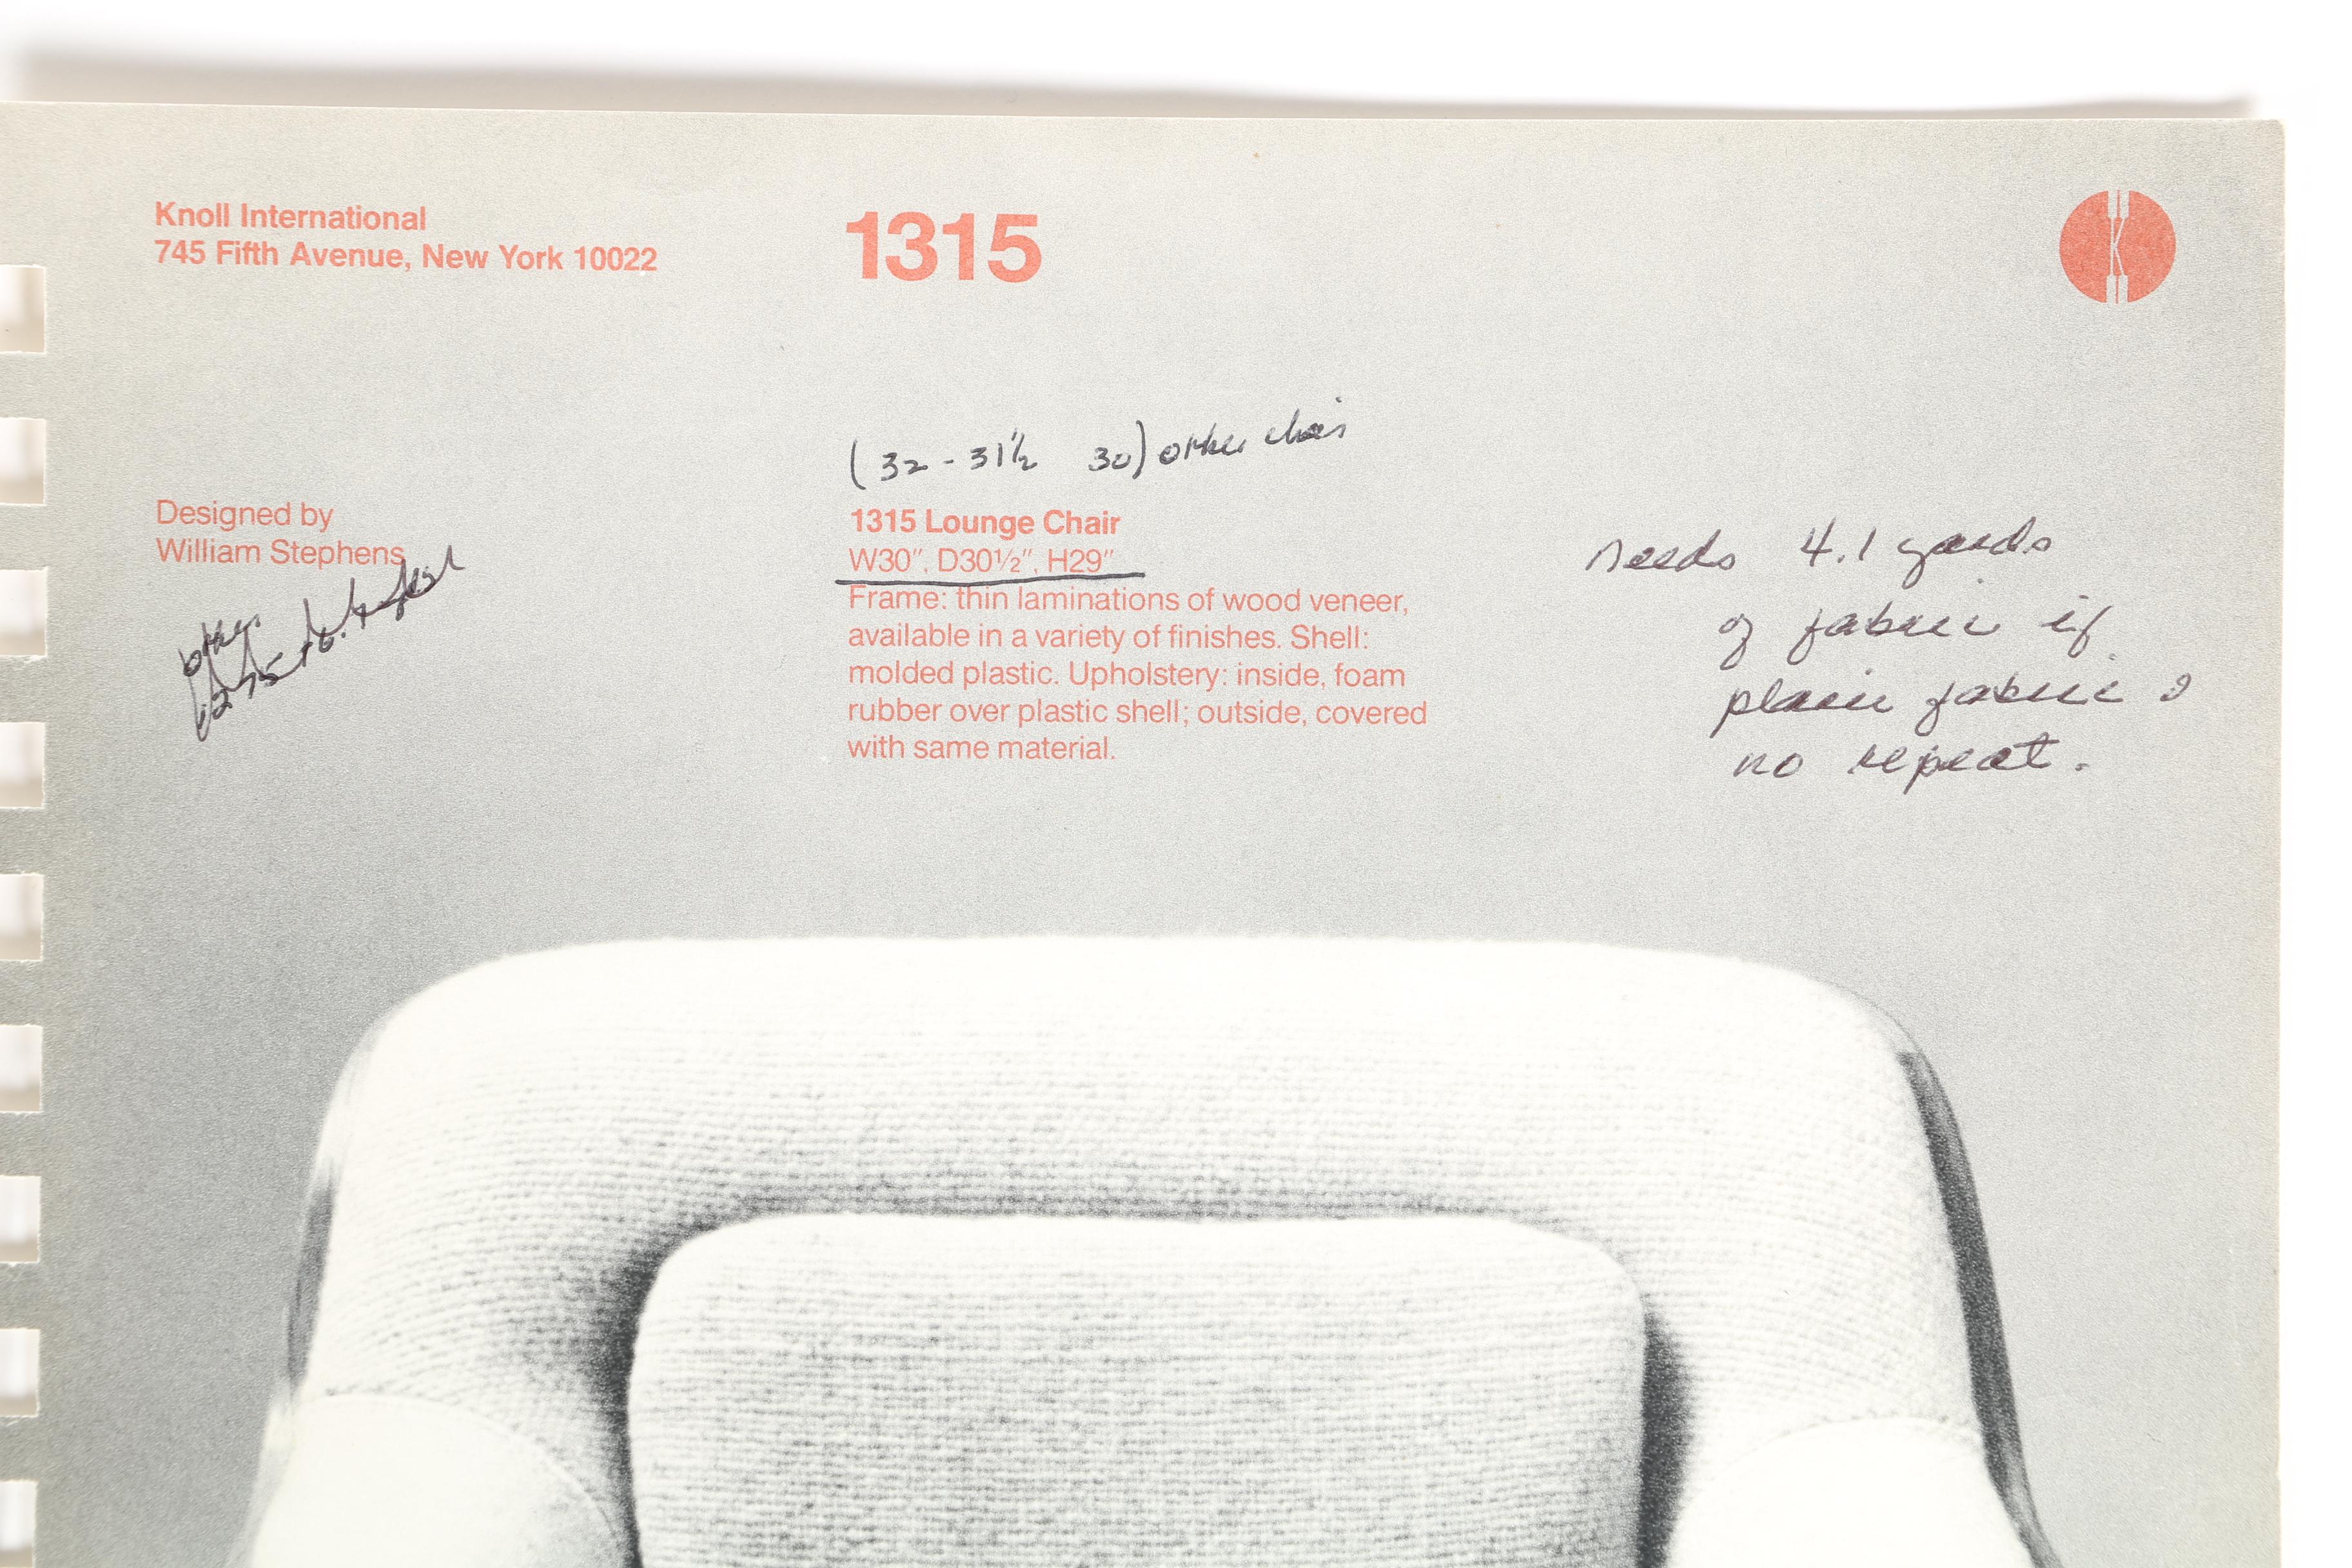 Knoll International
745 Fifth Avenue, New York 10022
1315
K
(32 - 31½ 30) other chair
Designed by
William Stephens
other
1315 Lounge Chair
W30", D30½", H29"
Frame: thin laminations of wood veneer,
available in a variety of finishes. Shell:
molded plastic. Upholstery: inside, foam
rubber over plastic shell; outside, covered
with same material.
needs 4.1 yards
of fabric if
plain fabric &
no repeat.